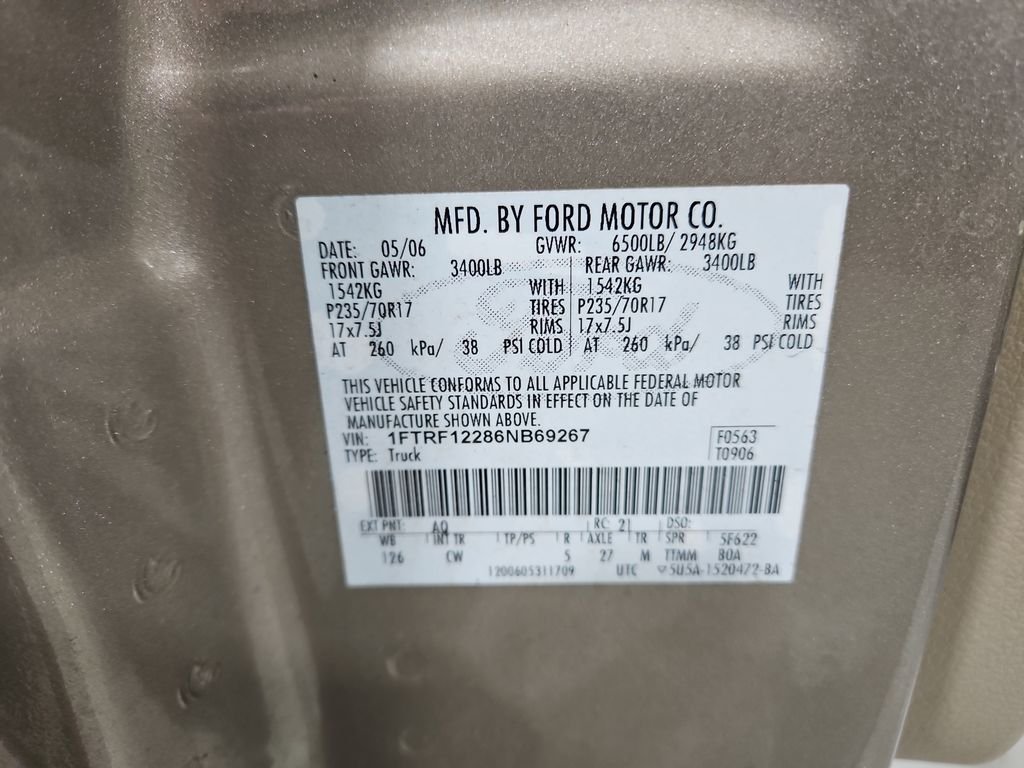 MFD. BY FORD MOTOR CO.
DATE: 05/06 GVWR: 6500LB/ 2948KG
FRONT GAWR: 3400LB REAR GAWR: 3400LB
1542KG WITH 1542KG WITH
P235/70R17 TIRES P235/70R17 TIRES
17x7.5J RIMS 17x7.5J RIMS
AT 260 kPa/ 38 PSI COLD AT 260 kPa/ 38 PSI COLD
THIS VEHICLE CONFORMS TO ALL APPLICABLE FEDERAL MOTOR
VEHICLE SAFETY STANDARDS IN EFFECT ON THE DATE OF
MANUFACTURE SHOWN ABOVE.
VIN: 1FTRF12286NB69267 F0563
TYPE: Truck T0906
EXT PNT: AQ RC: 21 DSO:
WB INT TR TP/PS R AXLE TR SPR 5F622
126 CW 5 27 M TTMM BOA
1200605311709 UTC 5U5A-1520472-BA